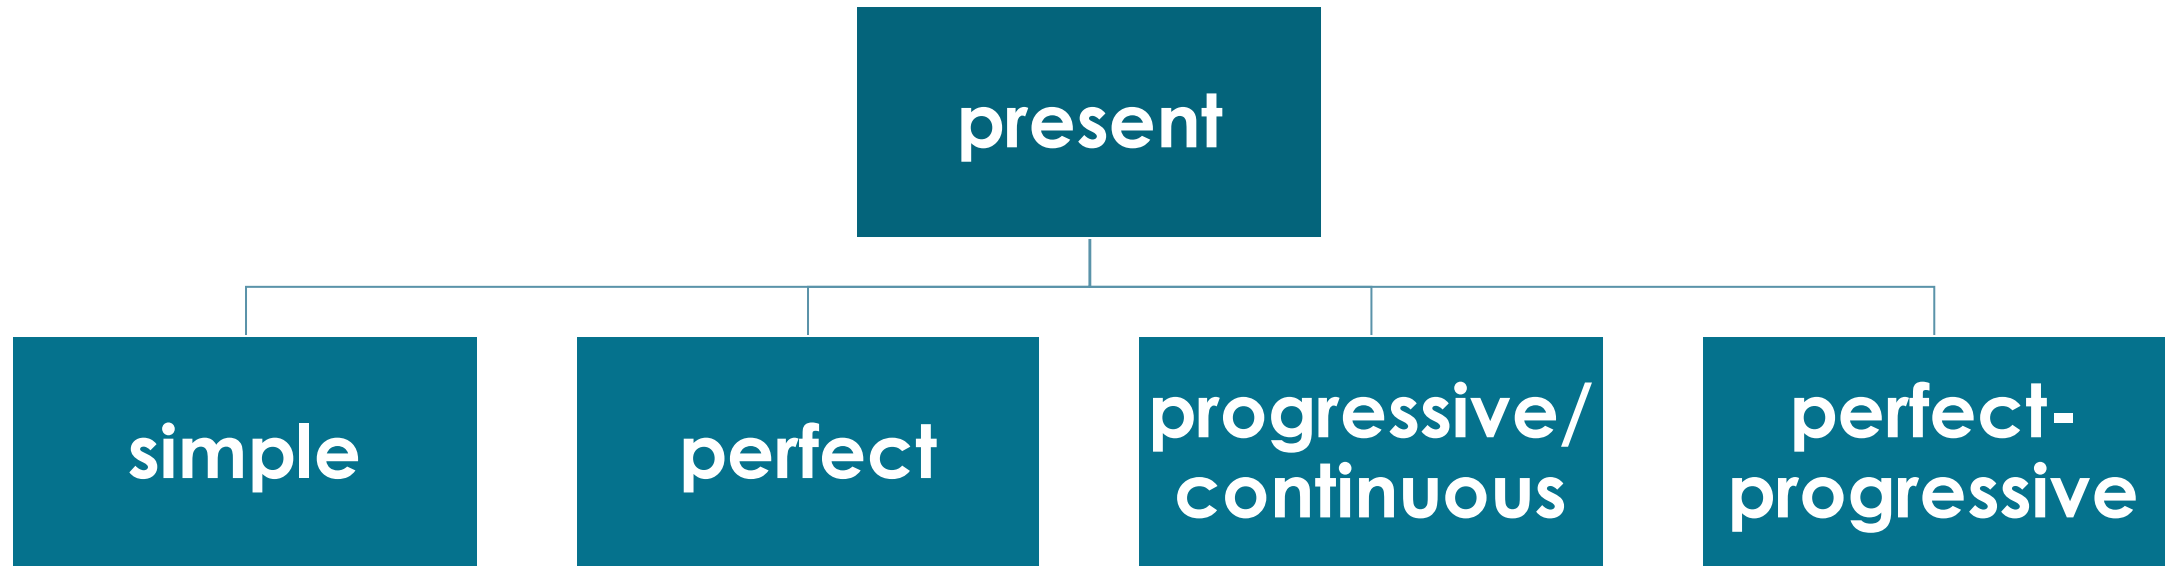 present
simple
perfect
progressive/
continuous
perfect-
progressive